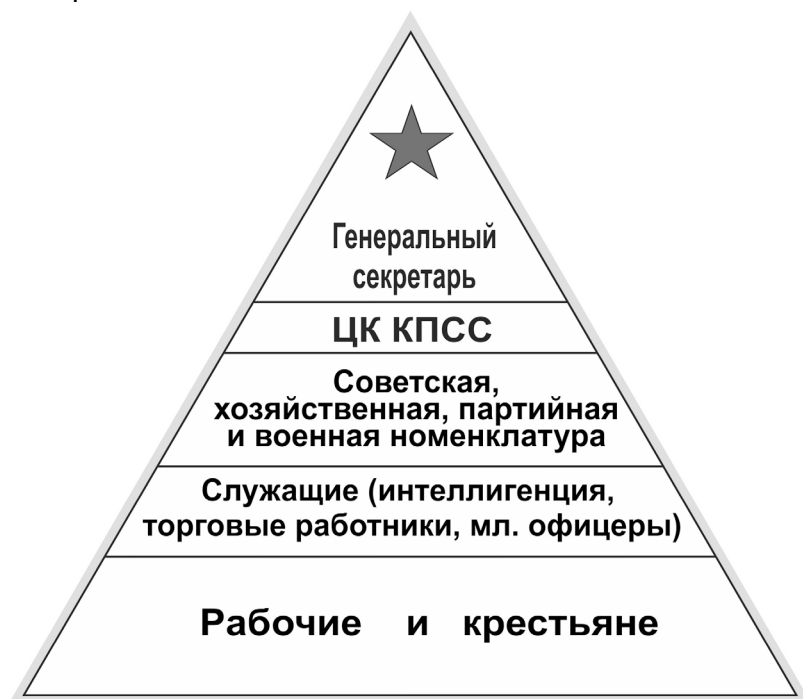 Генеральный
секретарь
ЦК КПСС
Советская,
хозяйственная, партийная
и военная номенклатура
Служащие (интеллигенция,
торговые работники, мл. офицеры)
Рабочие и крестьяне